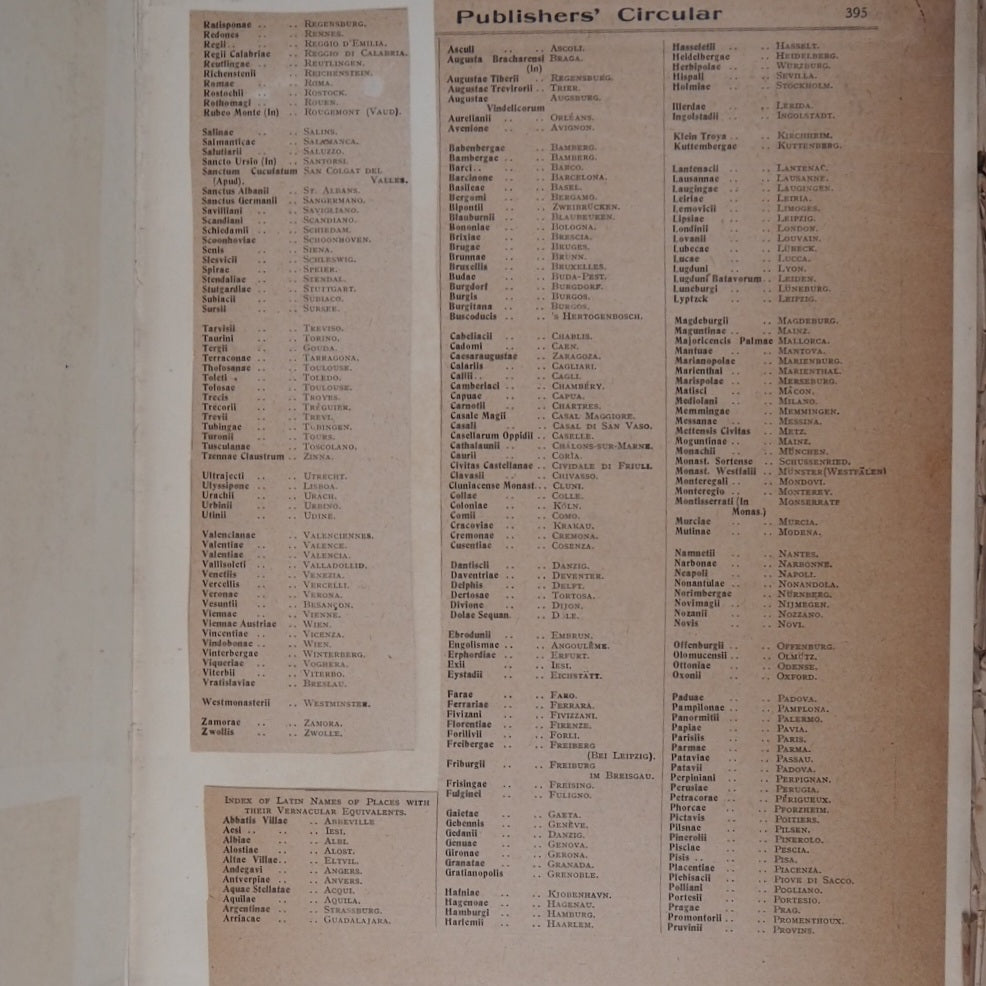 Publishers' Circular 395
Ratisponae .. .. REGENSBURG.
Redones .. .. RENNES.
Regii .. .. .. REGGIO D'EMILIA.
Regii Calabriae .. REGGIO DI CALABRIA.
Reutlingae .. .. REUTLINGEN.
Richenstenii .. REICHENSTEIN.
Romae .. .. ROMA.
Rostochii .. .. ROSTOCK.
Rothomagi .. .. ROUEN.
Rubeo Monte (In) .. ROUGEMONT (VAUD).
Salinae .. .. SALINS.
Salmanticae .. .. SALAMANCA.
Salutiarii .. .. SALUZZO.
Sancto Ursio (In) .. SANTORSI.
Sanctum Cuculatum SAN COLGAT DEL
(Apud). VALLES.
Sanctus Albanii .. ST. ALBANS.
Sanctus Germanii .. SANGERMANO.
Savilliani .. .. SAVIGLIANO.
Scandiani .. .. SCANDIANO.
Schiedamii .. .. SCHIEDAM.
Scoonhoviae .. SCHOONHOVEN.
Senis .. .. SIENA.
Slesvicii .. .. SCHLESWIG.
Spirae .. .. SPEIER.
Stendaliae .. .. STENDAL.
Stutgardiae .. .. STUTTGART.
Subiacii .. .. SUBIACO.
Sursii .. .. SURSEE.
Tarvisii .. .. TREVISO.
Taurini .. .. TORINO.
Tergii .. .. GOUDA.
Terraconae .. .. TARRAGONA.
Tholosanae .. .. TOULOUSE.
Toleti .. .. TOLEDO.
Tolosae .. .. TOULOUSE.
Trecis .. .. TROYES.
Trecorii .. .. TRÉGUIER.
Trevii .. .. TREVI.
Tubingae .. .. TÜBINGEN.
Turonii .. .. TOURS.
Tusculanae .. .. TOSCOLANO.
Tzennae Claustrum .. ZINNA.
Ultrajecti .. .. UTRECHT.
Ulyssipone .. .. LISBOA.
Urachii .. .. URACH.
Urbinii .. .. URBINO.
Utinii .. .. UDINE.
Valencianae .. VALENCIENNES.
Valentiae .. .. VALENCE.
Valentiae .. .. VALENCIA.
Vallisoleti .. .. VALLADOLLID.
Venetiis .. .. VENEZIA.
Vercellis .. .. VERCELLI.
Veronae .. .. VERONA.
Vesuntii .. .. BESANÇON.
Viennae .. .. VIENNE.
Viennae Austriae .. WIEN.
Vincentiae .. .. VICENZA.
Vindobonae .. .. WIEN.
Vinterbergae .. WINTERBERG.
Viqueriae .. .. VOGHERA.
Viterbii .. .. VITERBO.
Vratislaviae .. BRESLAU.
Westmonasterii .. WESTMINSTER.
Zamorae .. .. ZAMORA.
Zwollis .. .. ZWOLLE.
INDEX OF LATIN NAMES OF PLACES WITH
THEIR VERNACULAR EQUIVALENTS.
Abbatis Villae .. ABBEVILLE
Aesi .. .. .. IESI.
Albiae .. .. ALBI.
Alostiae .. .. ALOST.
Altae Villae .. .. ELTVIL.
Andegavi .. .. ANGERS.
Antverpiae .. .. ANVERS.
Aquae Stellatae .. ACQUI.
Aquilae .. .. AQUILA.
Argentinae .. .. STRASSBURG.
Arriacae .. .. GUADALAJARA.
Asculi .. .. ASCOLI.
Augusta Bracharensi BRAGA.
(In)
Augustae Tiberii .. REGENSBURG.
Augustae Trevirorii .. TRIER.
Augustae AUGSBURG.
Vindelicorum
Aurelianii .. .. ORLÉANS.
Avenione .. .. AVIGNON.
Babenbergae .. BAMBERG.
Bambergae .. .. BAMBERG.
Barci .. .. .. BARCO.
Barcinone .. .. BARCELONA.
Basileae .. .. BASEL.
Bergomi .. .. BERGAMO.
Bipontii .. .. ZWEIBRÜCKEN.
Blauburnii .. .. BLAUBEUREN.
Bononiae .. .. BOLOGNA.
Brixiae .. .. BRESCIA.
Brugae .. .. BRUGES.
Brunnae .. .. BRUNN.
Bruxellis .. .. BRUXELLES.
Budae .. .. BUDA-PEST.
Burgdorf .. .. BURGDORF.
Burgis .. .. BURGOS.
Burgitana .. .. BURGOS.
Buscoducis .. .. 'S HERTOGENBOSCH.
Cabeliacii .. .. CHABLIS.
Cadomi .. .. CAEN.
Caesaraugustae .. ZARAGOZA.
Calariis .. .. CAGLIARI.
Callii .. .. .. CAGLI.
Camberiaci .. .. CHAMBÉRY.
Capuae .. .. CAPUA.
Carnotii .. .. CHARTRES.
Casale Magii .. CASAL MAGGIORE.
Casali .. .. CASAL DI SAN VASO.
Casellarum Oppidii .. CASELLE.
Cathalaunii .. .. CHÂLONS-SUR-MARNE.
Caurii .. .. CORIA.
Civitas Castellanae .. CIVIDALE DI FRIULI.
Clavasii .. .. CHIVASSO.
Cluniacense Monast. .. CLUNI.
Collae .. .. COLLE.
Coloniae .. .. KÖLN.
Comii .. .. COMO.
Cracoviae .. .. KRAKAU.
Cremonae .. .. CREMONA.
Cusentiae .. .. COSENZA.
Dantiscii .. .. DANZIG.
Daventriae .. .. DEVENTER.
Delphis .. .. DELFT.
Dertosae .. .. TORTOSA.
Divione .. .. DIJON.
Dolae Sequan. .. DÔLE.
Ebrodunii .. .. EMBRUN.
Engolismae .. .. ANGOULÊME.
Erphordiae .. .. ERFURT.
Exii .. .. IESI.
Eystadii .. .. EICHSTÄTT.
Farae .. .. FARO.
Ferrariae .. .. FERRARA.
Fivizani .. .. FIVIZZANI.
Florentiae .. .. FIRENZE.
Forilivii .. .. FORLI.
Freibergae .. .. FREIBERG
(BEI LEIPZIG).
Friburgii .. .. FREIBURG
IM BREISGAU.
Frisingae .. .. FREISING.
Fulginei .. .. FULIGNO.
Gaietae .. .. GAETA.
Gebennis .. .. GENÈVE.
Gedanii .. .. DANZIG.
Genuae .. .. GENOVA.
Gironae .. .. GERONA.
Granatae .. .. GRANADA.
Gratianopolis .. GRENOBLE.
Hafniae .. .. KJOBENHAVN.
Hagenoae .. .. HAGENAU.
Hamburgi .. .. HAMBURG.
Harlemii .. .. HAARLEM.
Hasseletii .. .. HASSELT.
Heidelbergae .. HEIDELBERG.
Herbipolae .. .. WÜRZBURG.
Hispali .. .. SEVILLA.
Holmiae .. .. STOCKHOLM.
Illerdae .. .. LERIDA.
Ingolstadii .. .. INGOLSTADT.
Klein Troya .. .. KIRCHHEIM.
Kuttembergae .. KUTTENBERG.
Lantenacii .. .. LANTENAC.
Lausannae .. .. LAUSANNE.
Laugingae .. .. LAUGINGEN.
Leiriae .. .. LEIRIA.
Lemovicii .. .. LIMOGES.
Lipsiae .. .. LEIPZIG.
Londinii .. .. LONDON.
Lovanii .. .. LOUVAIN.
Lubecae .. .. LÜBECK.
Lucae .. .. LUCCA.
Lugduni .. .. LYON.
Lugduni Batavorum .. LEIDEN.
Luneburgi .. .. LÜNEBURG.
Lyptzck .. .. LEIPZIG.
Magdeburgii .. MAGDEBURG.
Maguntinae .. .. MAINZ.
Majoricencis Palmae MALLORCA.
Mantuae .. .. MANTOVA.
Marianopolae .. MARIENBURG.
Marienthal .. .. MARIENTHAL.
Marispolae .. .. MERSEBURG.
Matisci .. .. MÂCON.
Mediolani .. .. MILANO.
Memmingae .. MEMMINGEN.
Messanae .. .. MESSINA.
Mettensis Civitas .. METZ.
Moguntinae .. .. MAINZ.
Monachii .. .. MÜNCHEN.
Monast. Sortense .. SCHUSSENRIED.
Monast. Westfalii .. MÜNSTER(WESTFÄLEN)
Monteregali .. .. MONDOVI.
Monteregio .. .. MONTEREY.
Montisserrati (In MONSERRATE
Monas.)
Murciae .. .. MURCIA.
Mutinae .. .. MODENA.
Namnetii .. .. NANTES.
Narbonae .. .. NARBONNE.
Neapoli .. .. NAPOLI.
Nonantulae .. .. NONANDOLA.
Norimbergae .. NÜRNBERG.
Novimagii .. .. NIJMEGEN.
Nozanii .. .. NOZZANO.
Novis .. .. NOVI.
Offenburgii .. .. OFFENBURG.
Olomucensii .. .. OLMÜTZ.
Ottoniae .. .. ODENSE.
Oxonii .. .. OXFORD.
Paduae .. .. PADOVA.
Pampilonae .. .. PAMPLONA.
Panormitii .. .. PALERMO.
Papiae .. .. PAVIA.
Parisiis .. .. PARIS.
Parmae .. .. PARMA.
Pataviae .. .. PASSAU.
Patavii .. .. PADOVA.
Perpiniani .. .. PERPIGNAN.
Perusiae .. .. PERUGIA.
Petracorae .. .. PÉRIGUEUX.
Phorcae .. .. PFORZHEIM.
Pictavis .. .. POITIERS.
Pilsnae .. .. PILSEN.
Pinerolii .. .. PINEROLO.
Pisciae .. .. PESCIA.
Pisis .. .. .. PISA.
Placentiae .. .. PIACENZA.
Plebisacii .. .. PIOVE DI SACCO.
Polliani .. .. POGLIANO.
Portesii .. .. PORTESIO.
Pragae .. .. PRAG.
Promontorii .. .. PROMENTHOUX.
Pruvinii .. .. PROVINS.